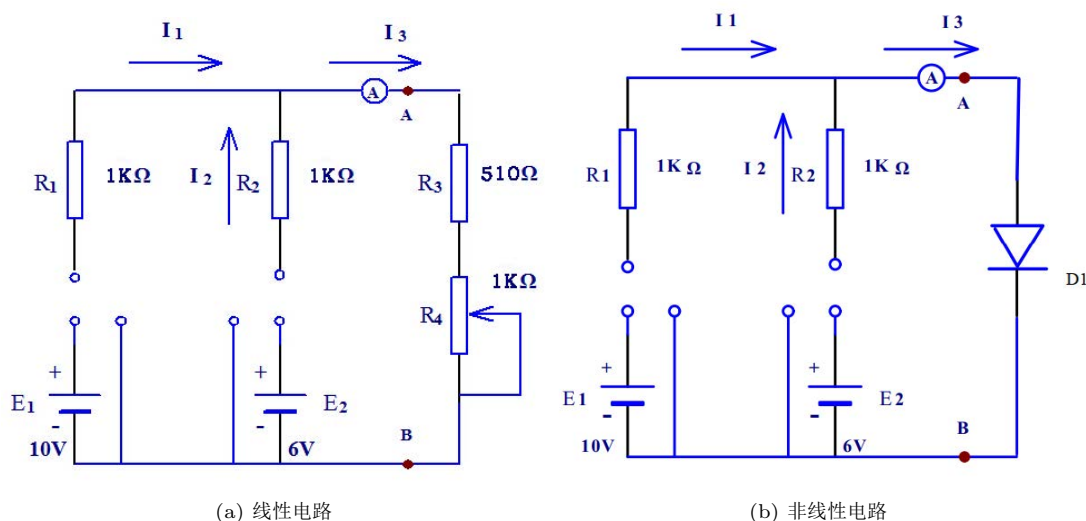 I1
I3
A
A
R1
1KΩ
I2
R2
1KΩ
R3
510Ω
R4
1KΩ
+
E1
-
10V
+
E2
-
6V
B
(a) 线性电路
I1
I3
A
A
R1
1KΩ
I2
R2
1KΩ
D1
+
E1
-
10V
+
E2
-
6V
B
(b) 非线性电路